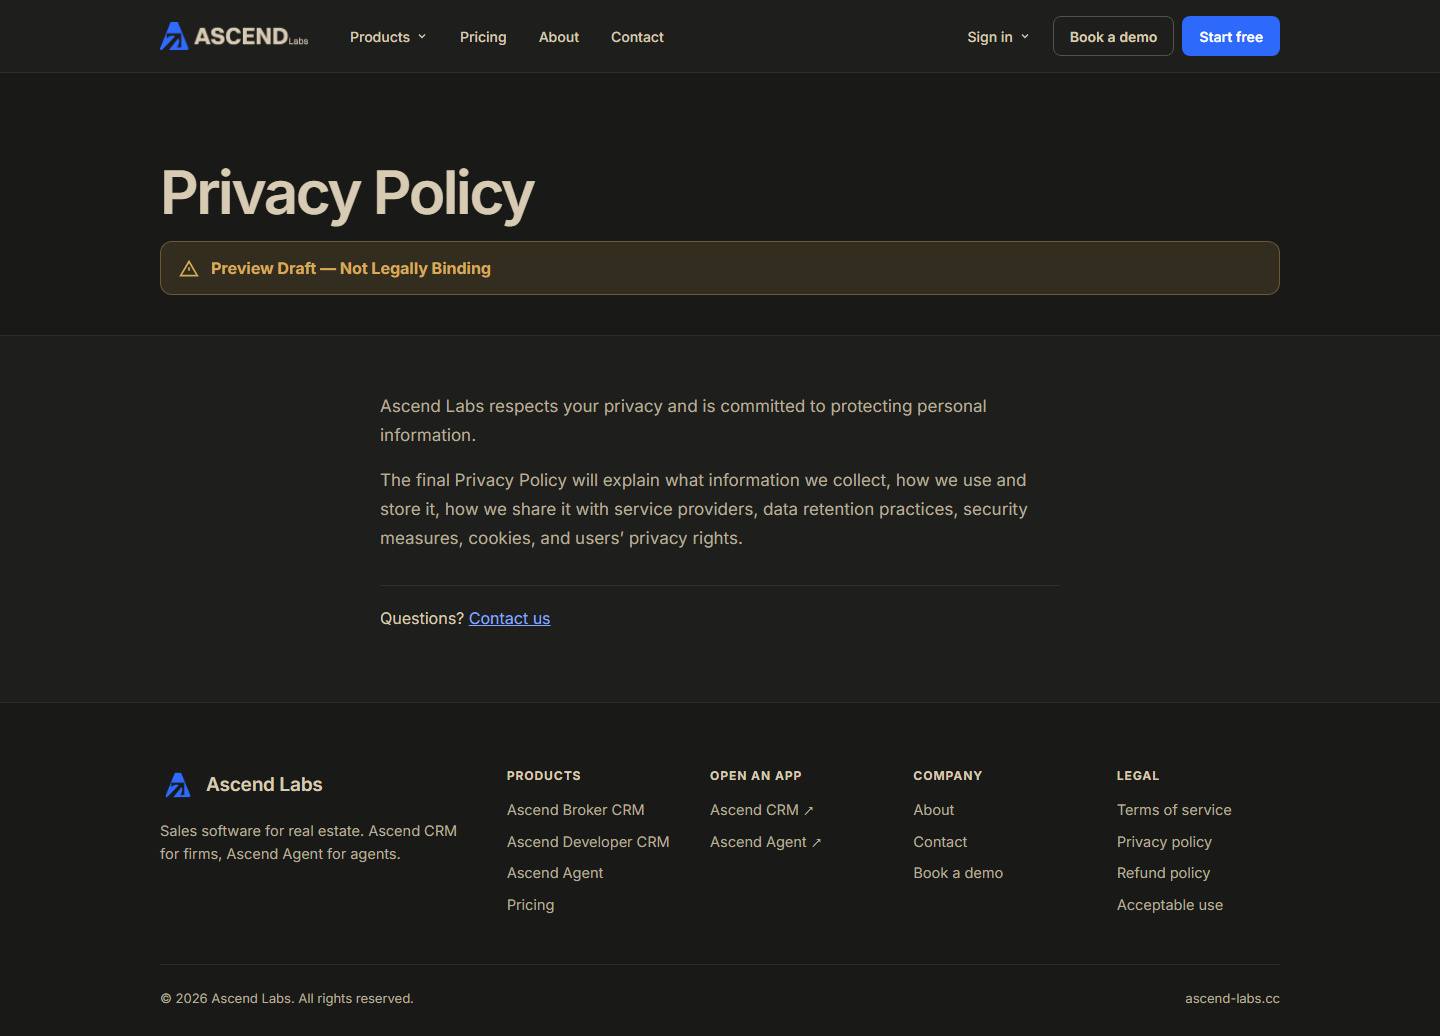 ASCEND Labs
Products
Pricing
About
Contact
Sign in
Book a demo
Start free
Privacy Policy
Preview Draft — Not Legally Binding
Ascend Labs respects your privacy and is committed to protecting personal
information.
The final Privacy Policy will explain what information we collect, how we use and
store it, how we share it with service providers, data retention practices, security
measures, cookies, and users’ privacy rights.
Questions? Contact us
Ascend Labs
Sales software for real estate. Ascend CRM
for firms, Ascend Agent for agents.
PRODUCTS
Ascend Broker CRM
Ascend Developer CRM
Ascend Agent
Pricing
OPEN AN APP
Ascend CRM ↗
Ascend Agent ↗
COMPANY
About
Contact
Book a demo
LEGAL
Terms of service
Privacy policy
Refund policy
Acceptable use
© 2026 Ascend Labs. All rights reserved.
ascend-labs.cc